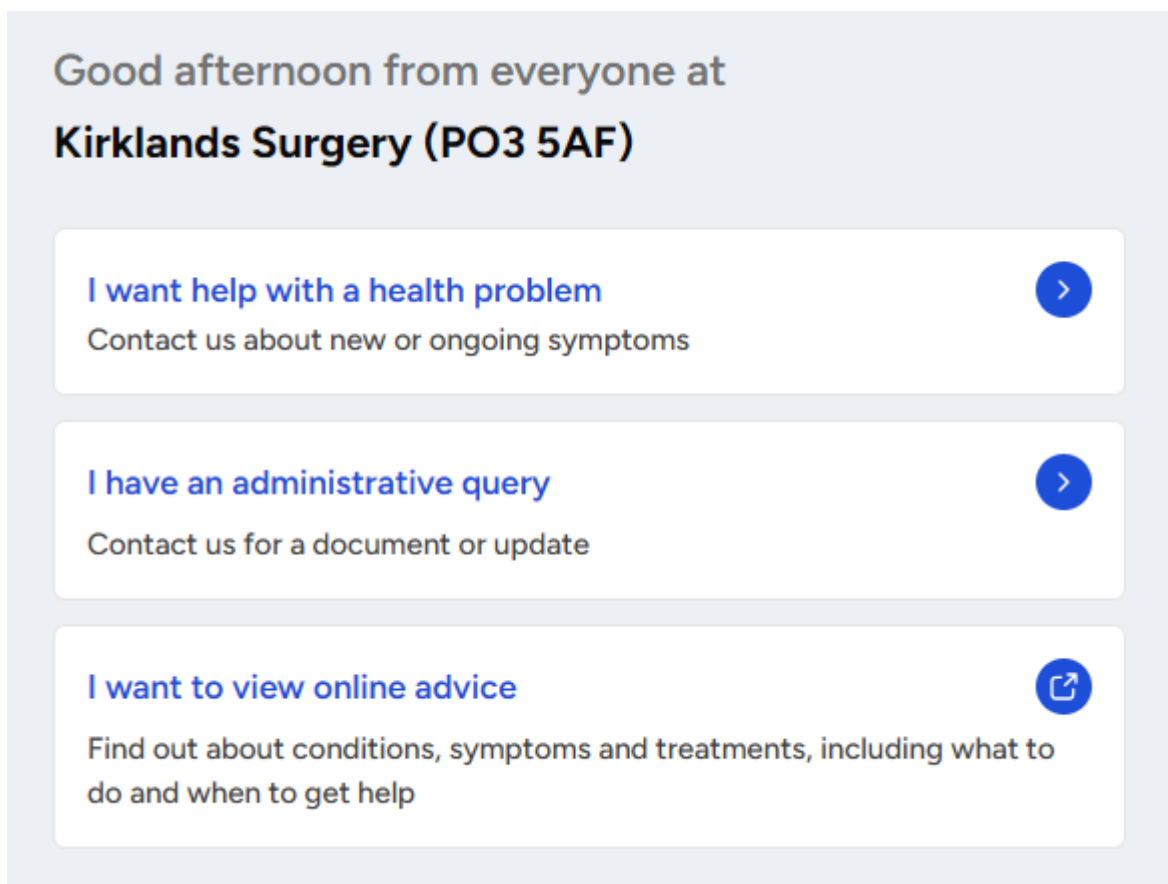 Good afternoon from everyone at
Kirklands Surgery (PO3 5AF)
I want help with a health problem
Contact us about new or ongoing symptoms
I have an administrative query
Contact us for a document or update
I want to view online advice
Find out about conditions, symptoms and treatments, including what to
do and when to get help